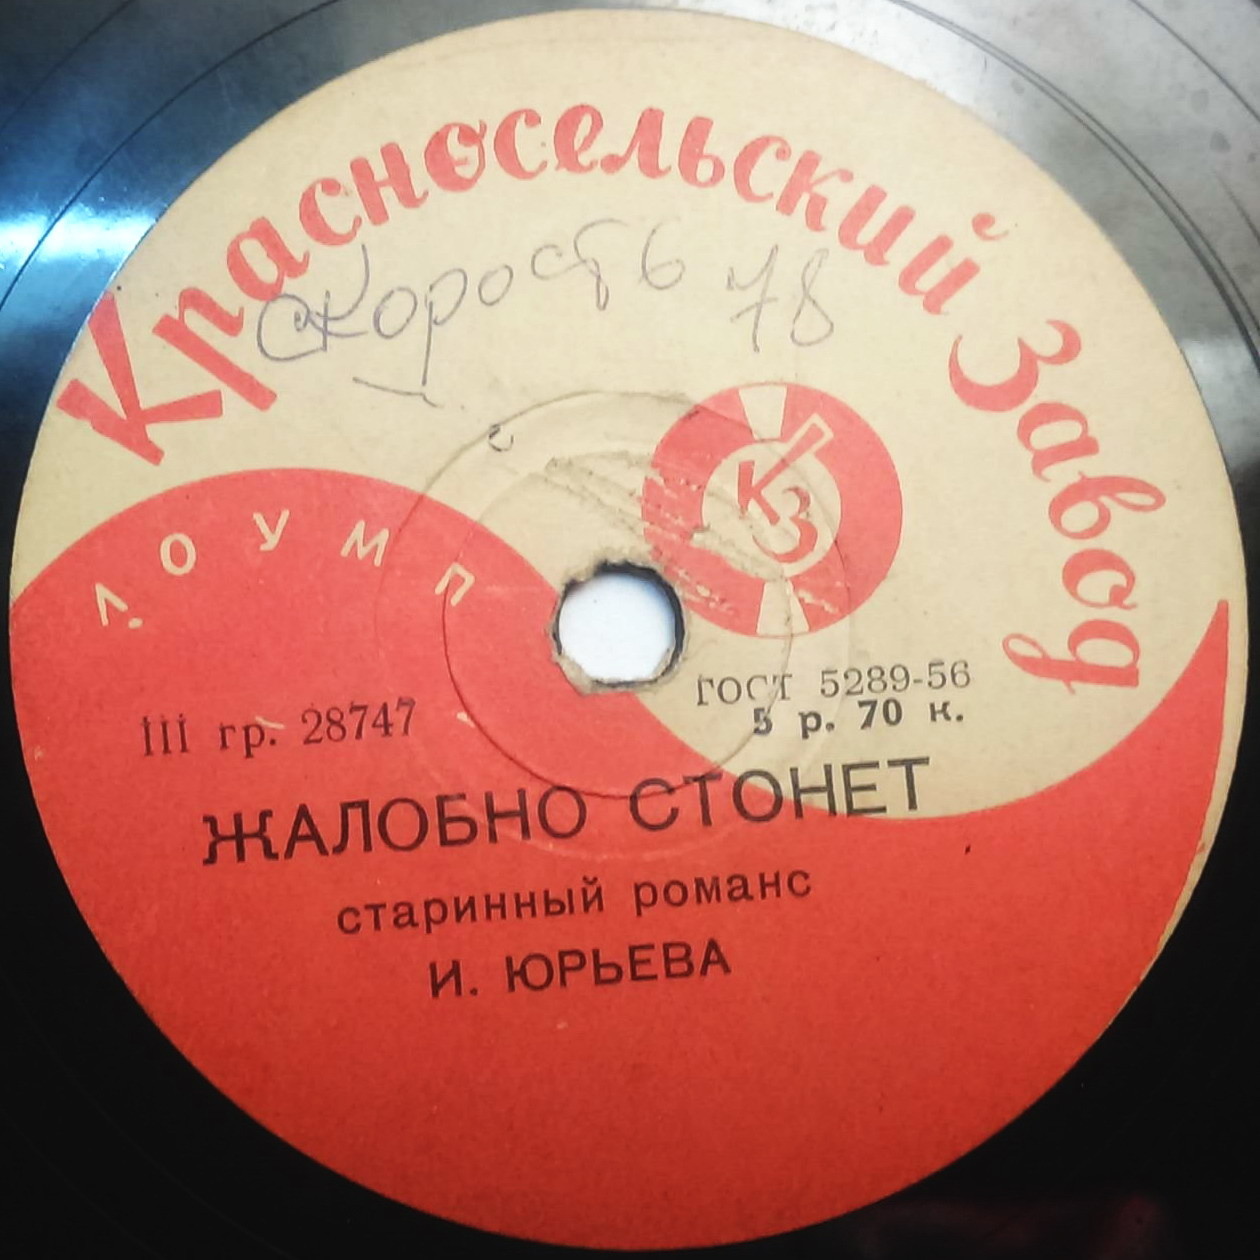 Красносельский Завод
Скорость 78
КЗ
ЛОУМП
III гр. 28747
ГОСТ 5289-56
5 р. 70 к.
ЖАЛОБНО СТОНЕТ
старинный романс
И. ЮРЬЕВА